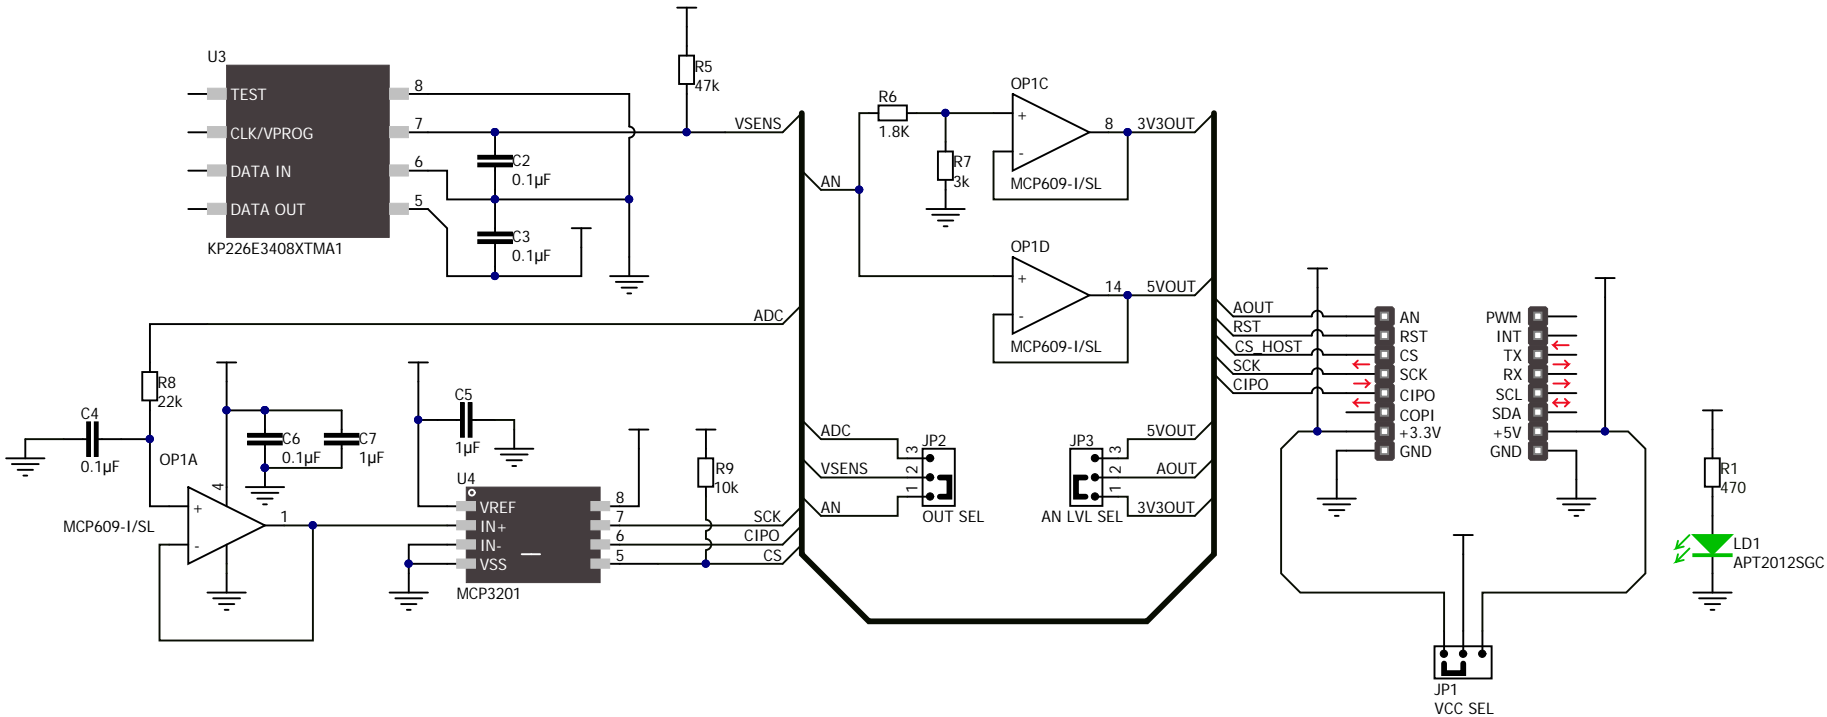 U3
TEST
CLK/VPROG
DATA IN
DATA OUT
8
7
6
5
KP226E3408XTMA1
R5
47k
VSENS
C2
0.1µF
C3
0.1µF
ADC
R8
22k
C4
0.1µF
OP1A
4
+
-
1
MCP609-I/SL
C6
0.1µF
C7
1µF
C5
1µF
U4
VREF
IN+
IN-
VSS
8
7
6
5
MCP3201
R9
10k
SCK
CIPO
CS
AN
R6
1.8K
R7
3k
OP1C
+
-
8
3V3OUT
MCP609-I/SL
OP1D
+
-
14
5VOUT
MCP609-I/SL
ADC
VSENS
AN
JP2
3
2
1
OUT SEL
JP3
3
2
1
AN LVL SEL
5VOUT
AOUT
3V3OUT
AOUT
RST
CS_HOST
SCK
CIPO
AN
RST
CS
SCK
CIPO
COPI
+3.3V
GND
PWM
INT
TX
RX
SCL
SDA
+5V
GND
R1
470
LD1
APT2012SGC
JP1
VCC SEL